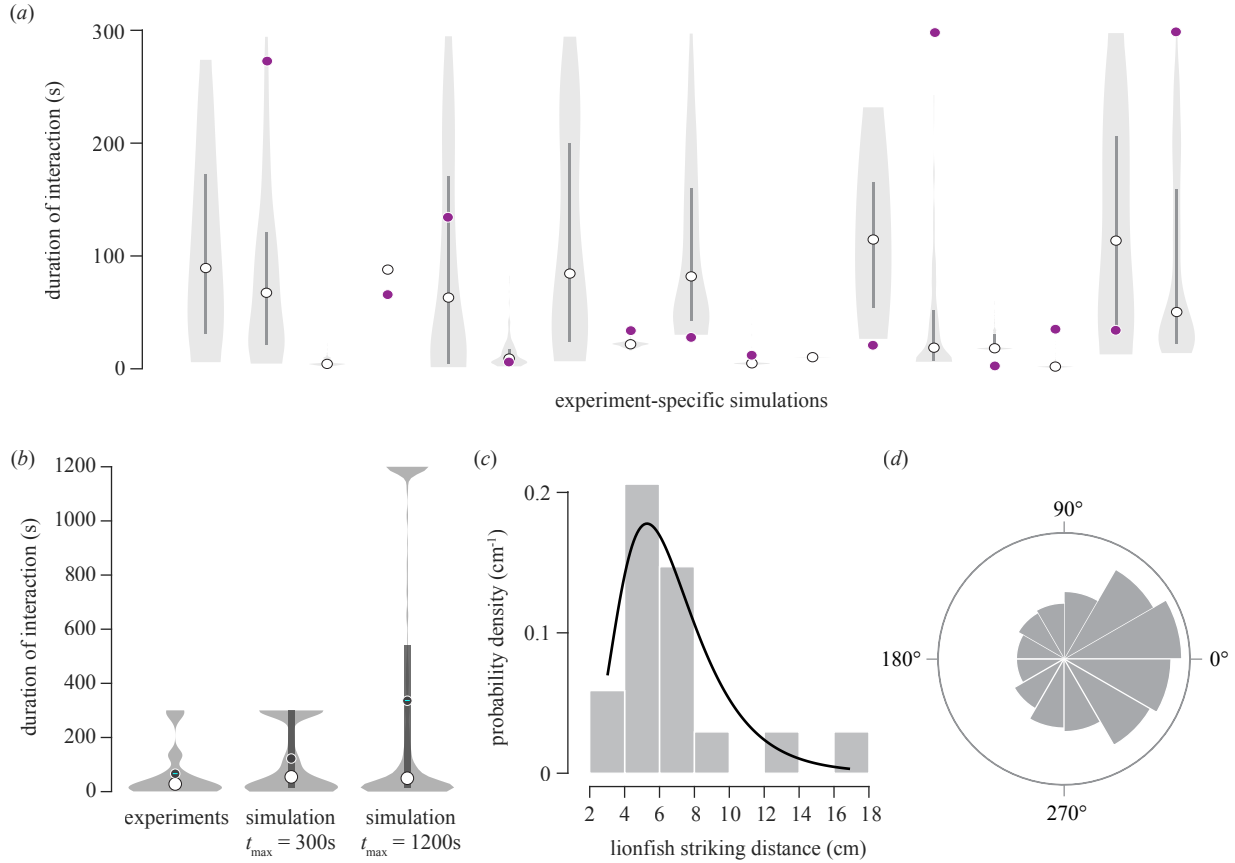 (a)
300
200
100
0
duration of interaction (s)
experiment-specific simulations
(b)
1200
1000
800
600
400
200
0
duration of interaction (s)
experiments
simulation
t_max = 300s
simulation
t_max = 1200s
(c)
0.2
0.1
0
probability density (cm⁻¹)
2 4 6 8 10 12 14 16 18
lionfish striking distance (cm)
(d)
90°
180°
0°
270°